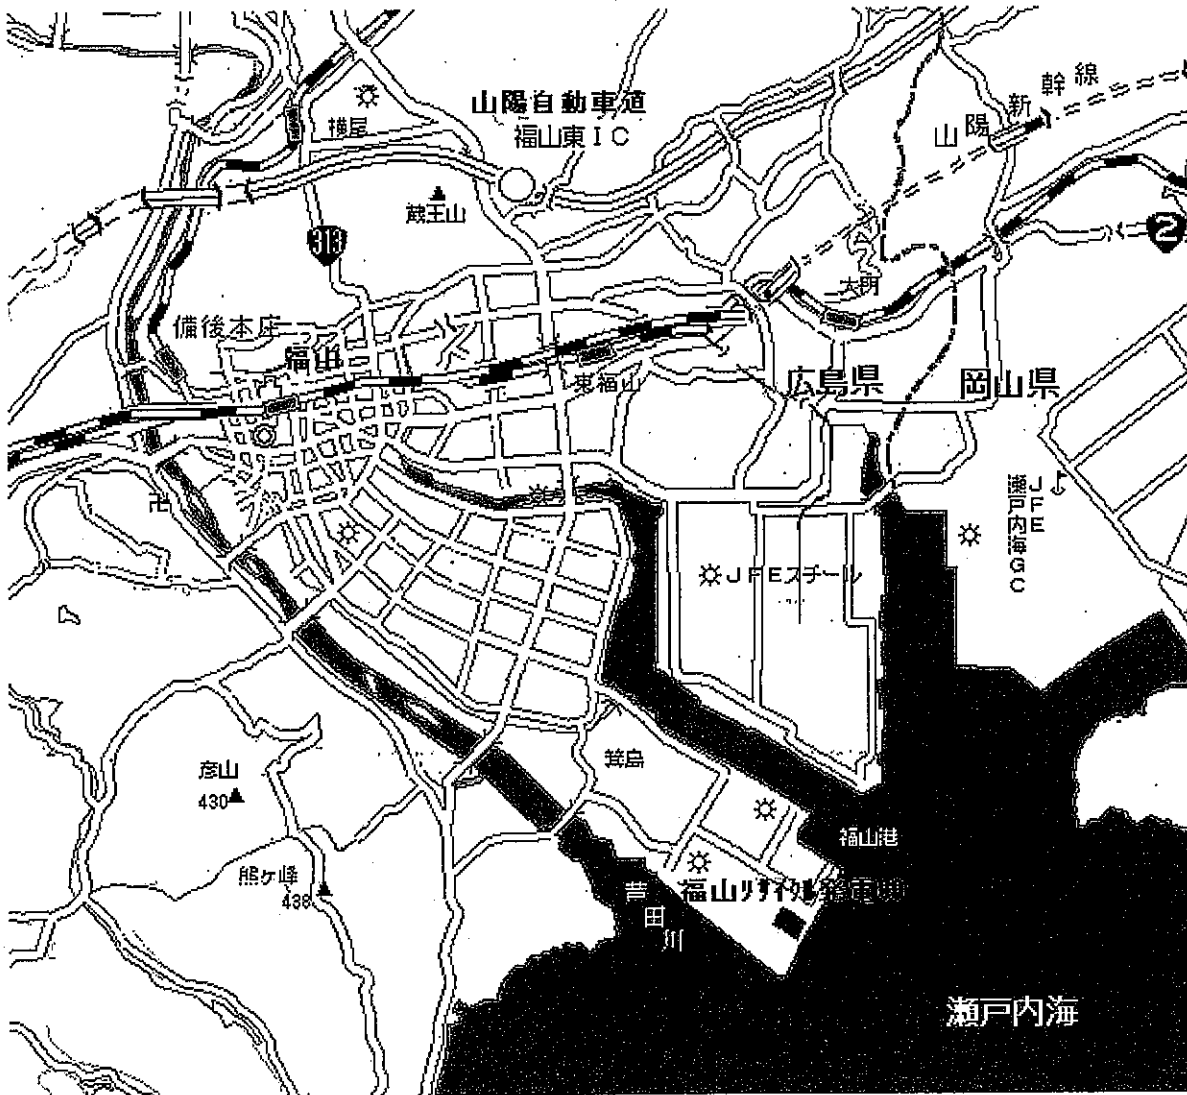 山陽自動車道
福山東IC
山陽新幹線
横尾
蔵王山
313
2
大門
備後本庄
福山
東福山
広島県
岡山県
JFE
瀬戸内海GC
JFEスチール
箕島
彦山
430
熊ヶ峰
438
福山港
福山リサイクル発電㈱
芦田川
瀬戸内海